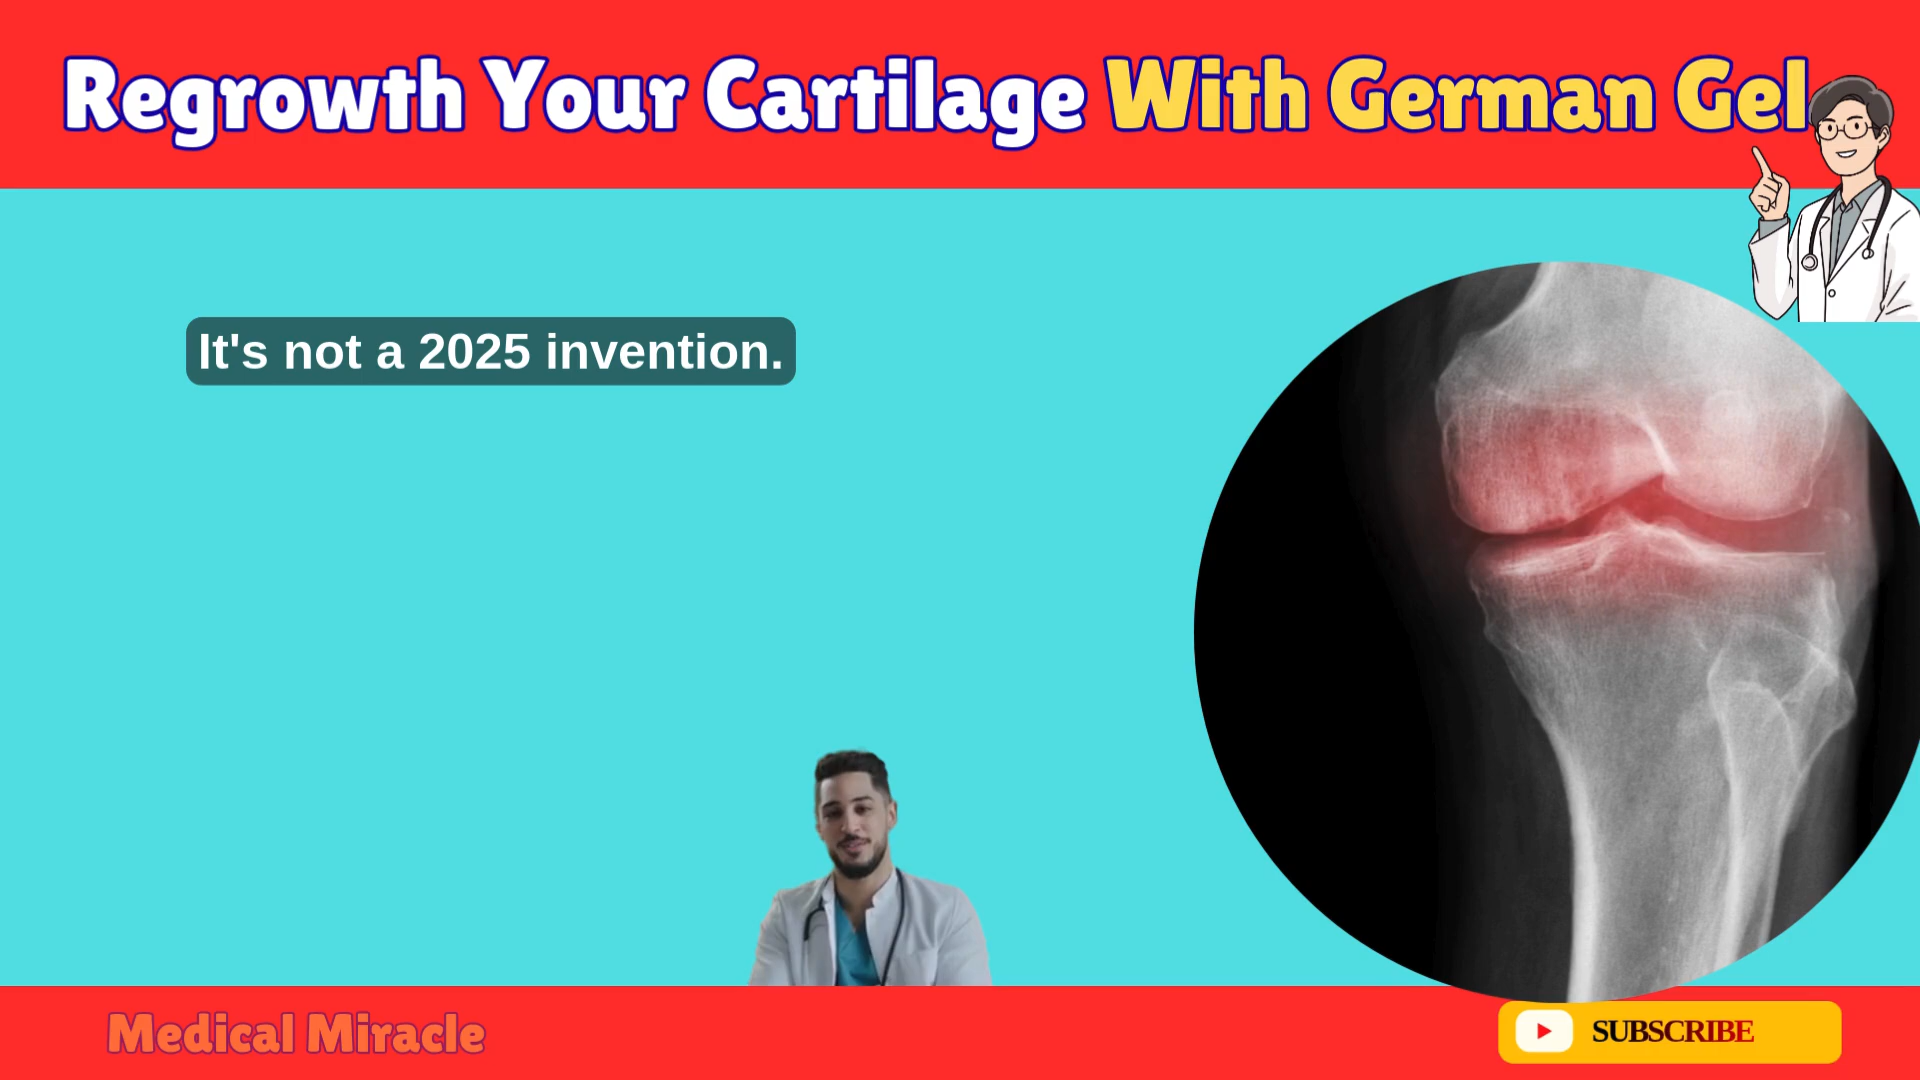 Regrowth Your Cartilage With German Gel
It's not a 2025 invention.
Medical Miracle
SUBSCRIBE